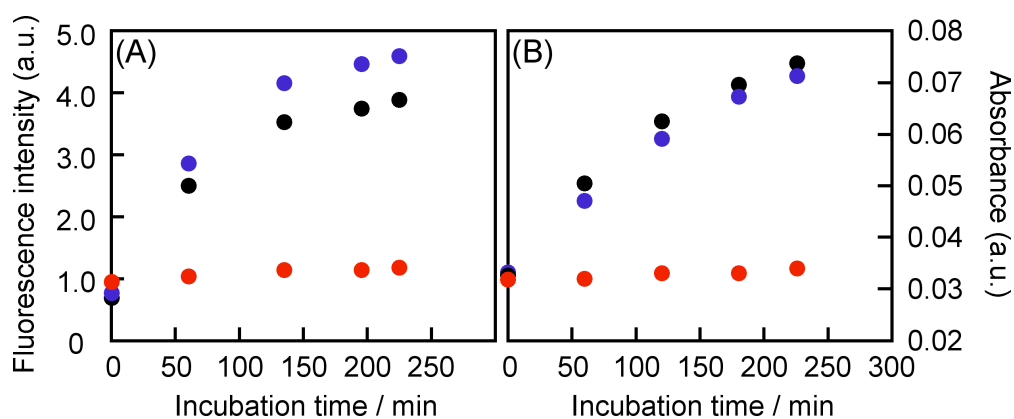 Fluorescence intensity (a.u.)
5.0
4.0
3.0
2.0
1.0
0
(A)
0 50 100 150 200 250
Incubation time / min
(B)
0 50 100 150 200 250 300
Incubation time / min
0.08
0.07
0.06
0.05
0.04
0.03
0.02
Absorbance (a.u.)